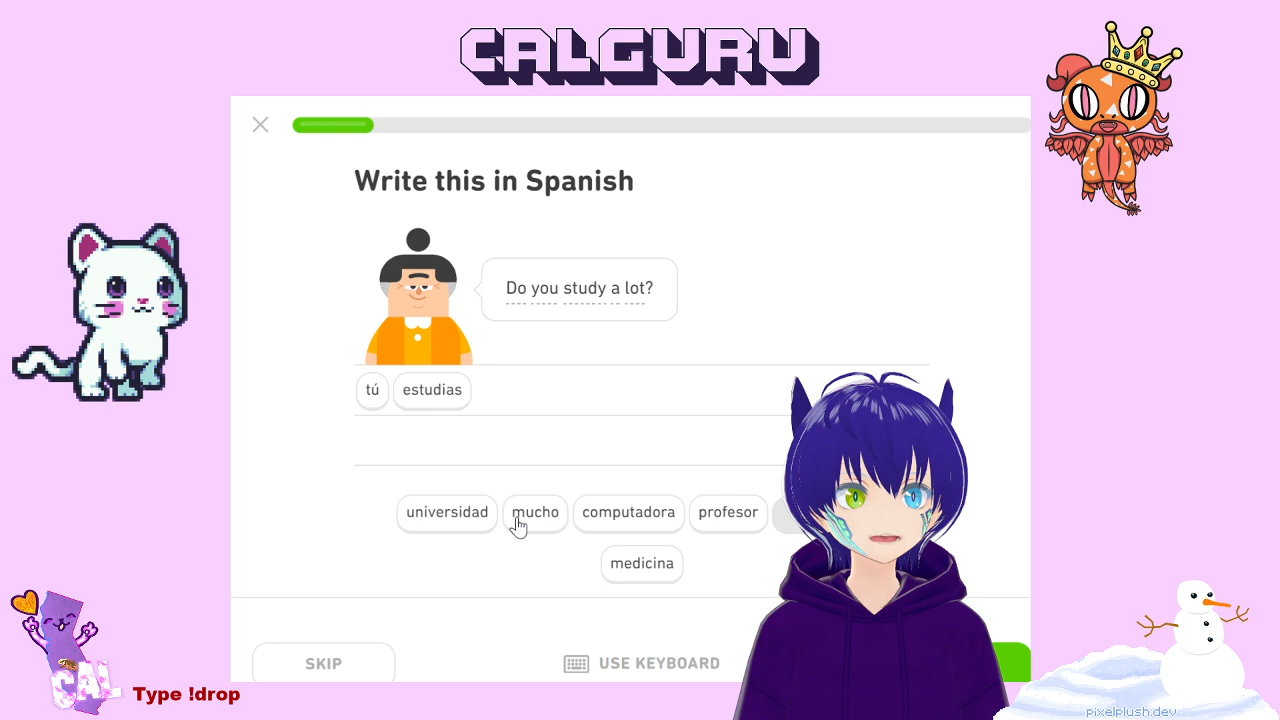 CALGURU
Write this in Spanish
Do you study a lot?
tú estudias
universidad mucho computadora profesor
medicina
SKIP USE KEYBOARD
CAL
Type !drop
pixelplush.dev